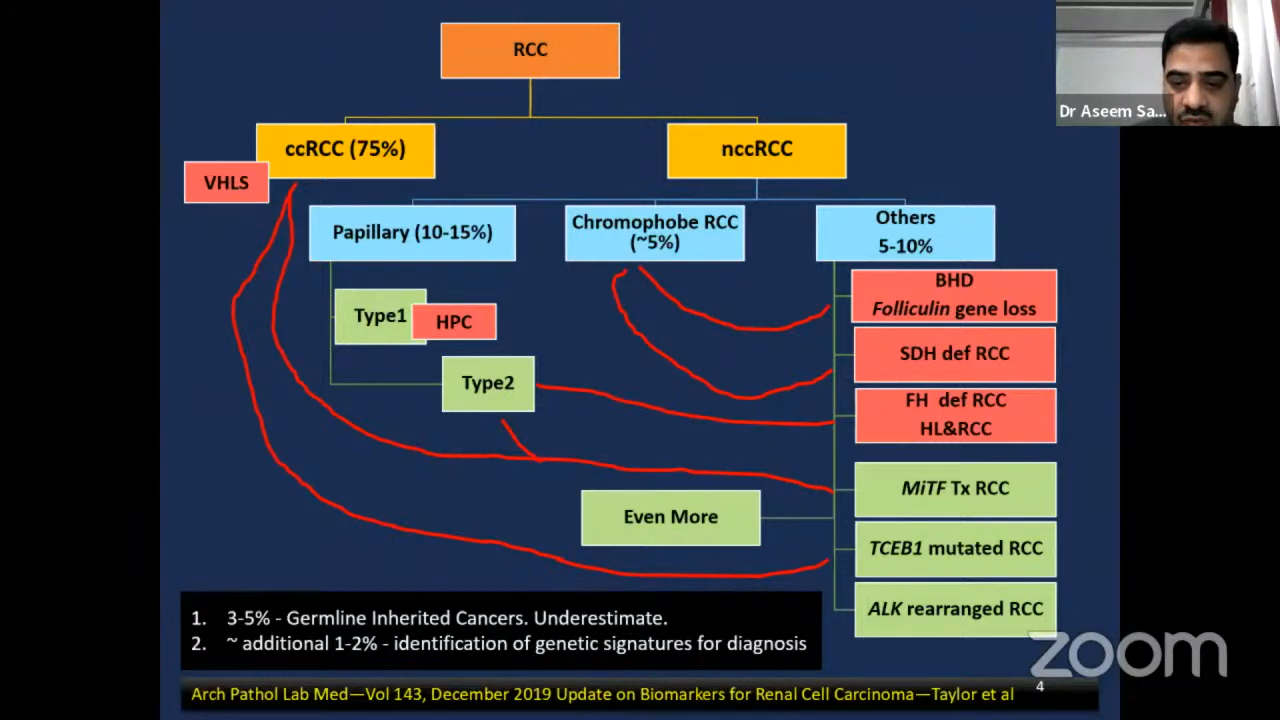 RCC
Dr Aseem Sa...
ccRCC (75%)
nccRCC
VHLS
Papillary (10-15%)
Chromophobe RCC
(~5%)
Others
5-10%
BHD
Folliculin gene loss
Type1
HPC
SDH def RCC
Type2
FH def RCC
HL&RCC
MiTF Tx RCC
Even More
TCEB1 mutated RCC
ALK rearranged RCC
1. 3-5% - Germline Inherited Cancers. Underestimate.
2. ~ additional 1-2% - identification of genetic signatures for diagnosis
zoom
Arch Pathol Lab Med—Vol 143, December 2019 Update on Biomarkers for Renal Cell Carcinoma—Taylor et al
4